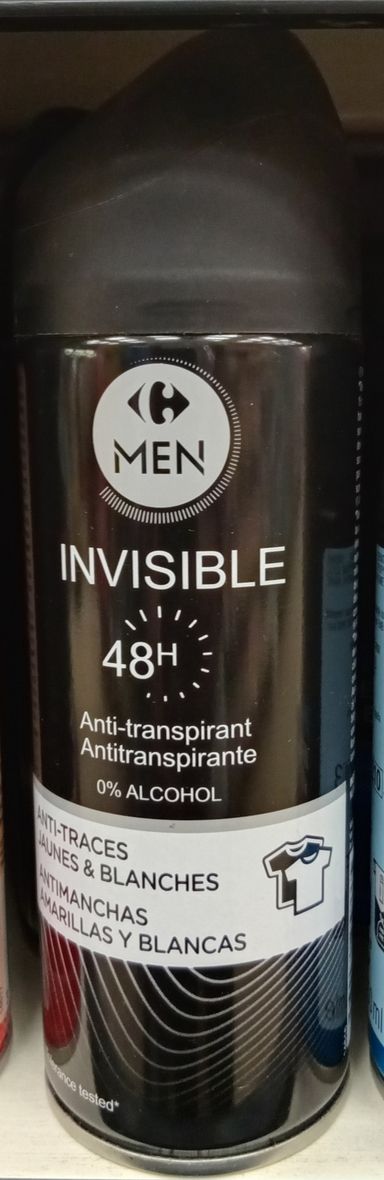 MEN
INVISIBLE
48H
Anti-transpirant
Antitranspirante
0% ALCOHOL
ANTI-TRACES
JAUNES & BLANCHES
ANTIMANCHAS
AMARILLAS Y BLANCAS
tested*